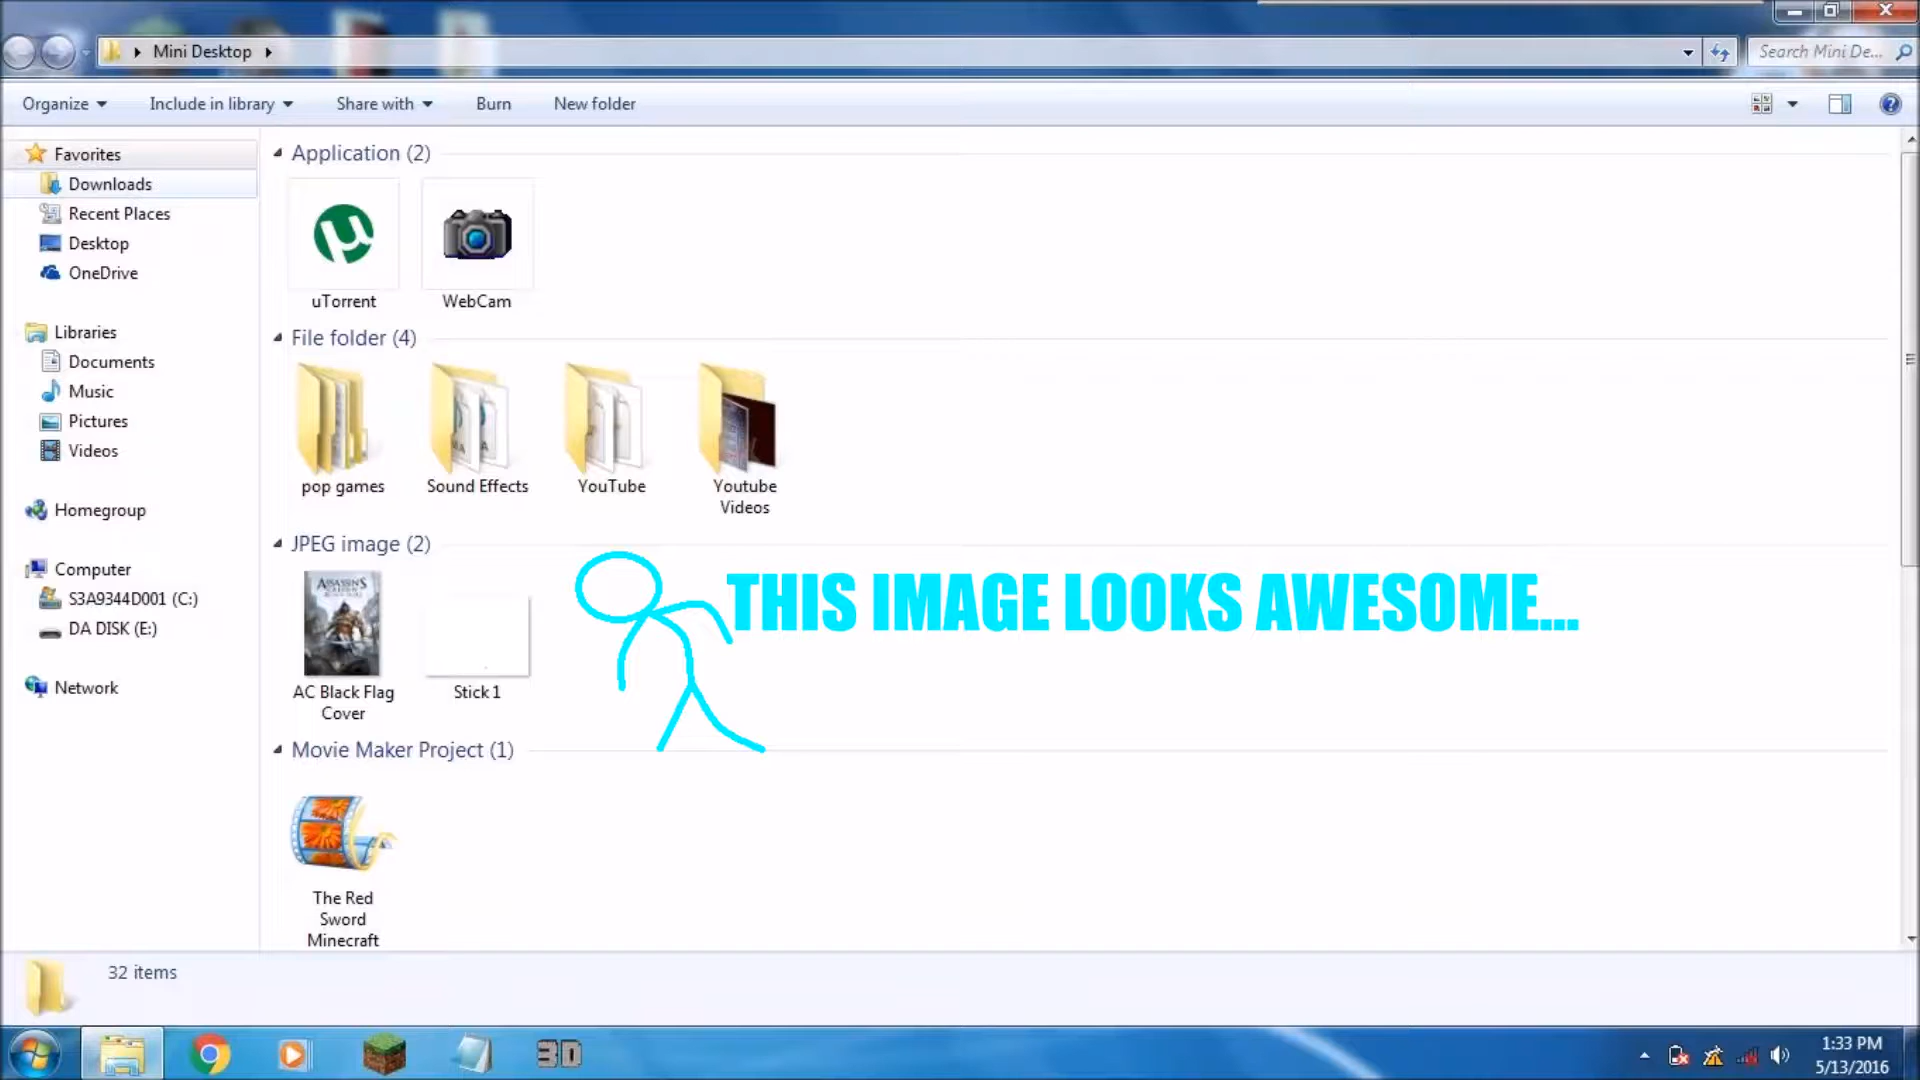 Mini Desktop
Search Mini De...
Organize
Include in library
Share with
Burn
New folder
Favorites
Downloads
Recent Places
Desktop
OneDrive
Libraries
Documents
Music
Pictures
Videos
Homegroup
Computer
S3A9344D001 (C:)
DA DISK (E:)
Network
Application (2)
uTorrent
WebCam
File folder (4)
pop games
Sound Effects
YouTube
Youtube
Videos
JPEG image (2)
ASSASSIN'S
AC Black Flag
Cover
Stick 1
THIS IMAGE LOOKS AWESOME...
Movie Maker Project (1)
The Red
Sword
Minecraft
32 items
3D
1:33 PM
5/13/2016